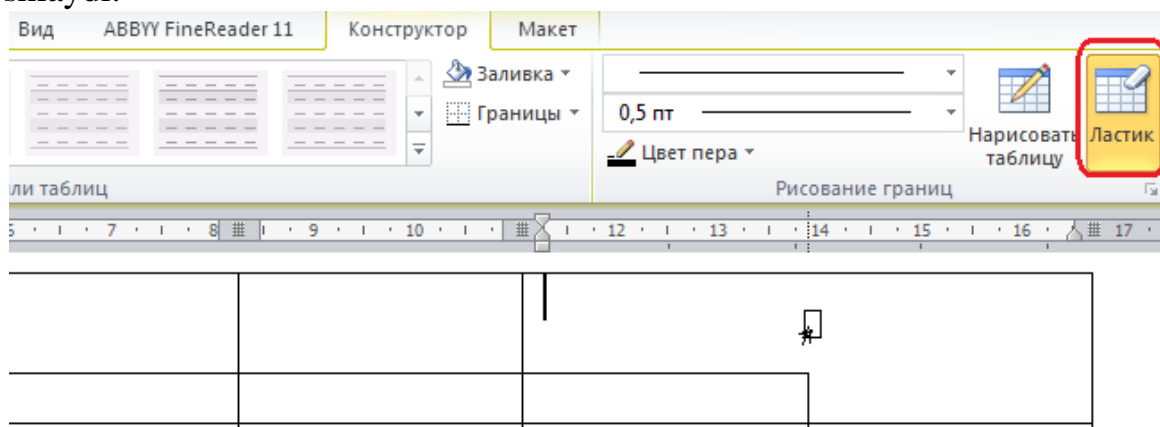 Вид ABBYY FineReader 11 Конструктор Макет
Заливка
0,5 пт
Границы
Нарисовать таблицу
Ластик
Цвет пера
Рисование границ
7 8 9 10 12 13 14 15 16 17